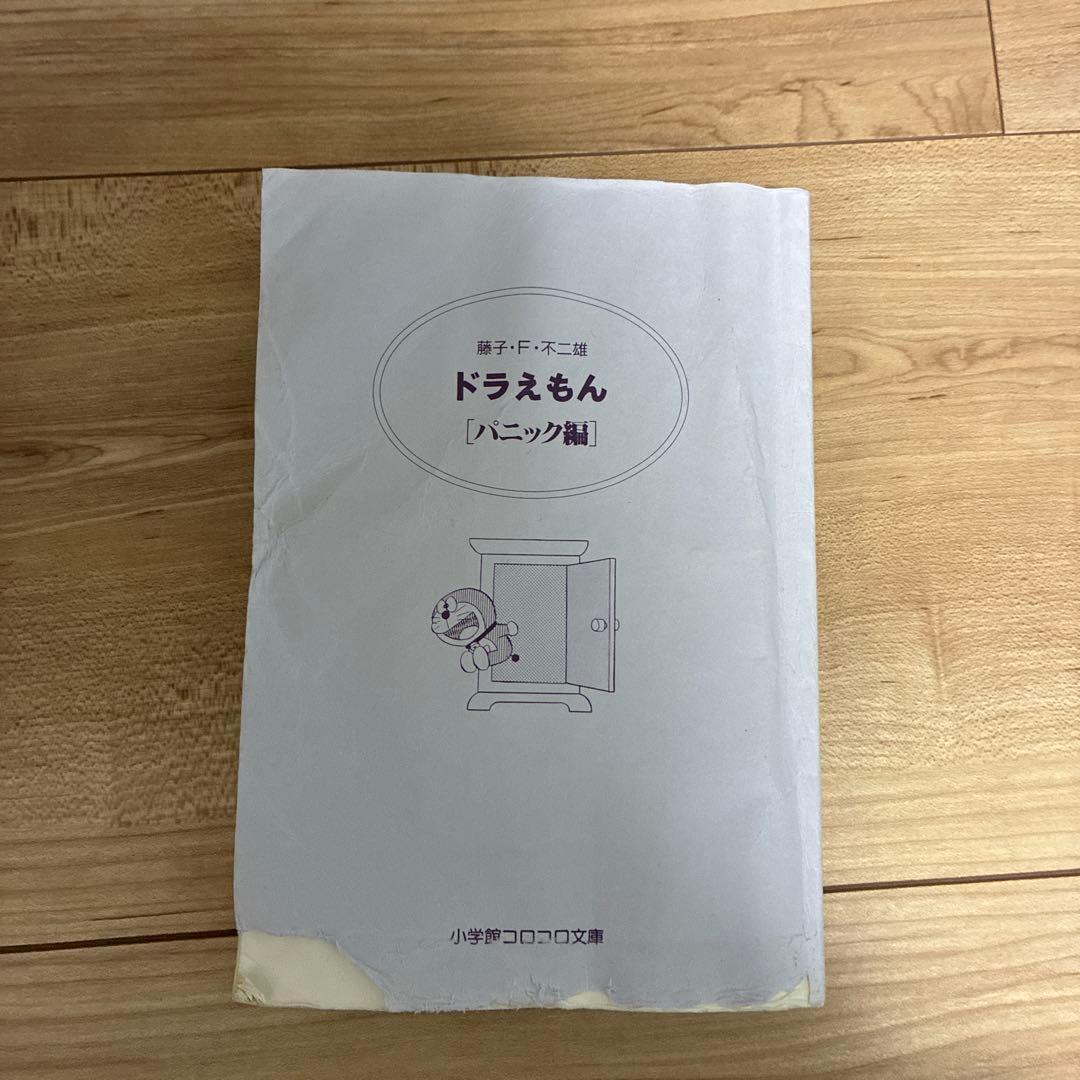 藤子・F・不二雄
ドラえもん
[パニック編]
小学館コロコロ文庫